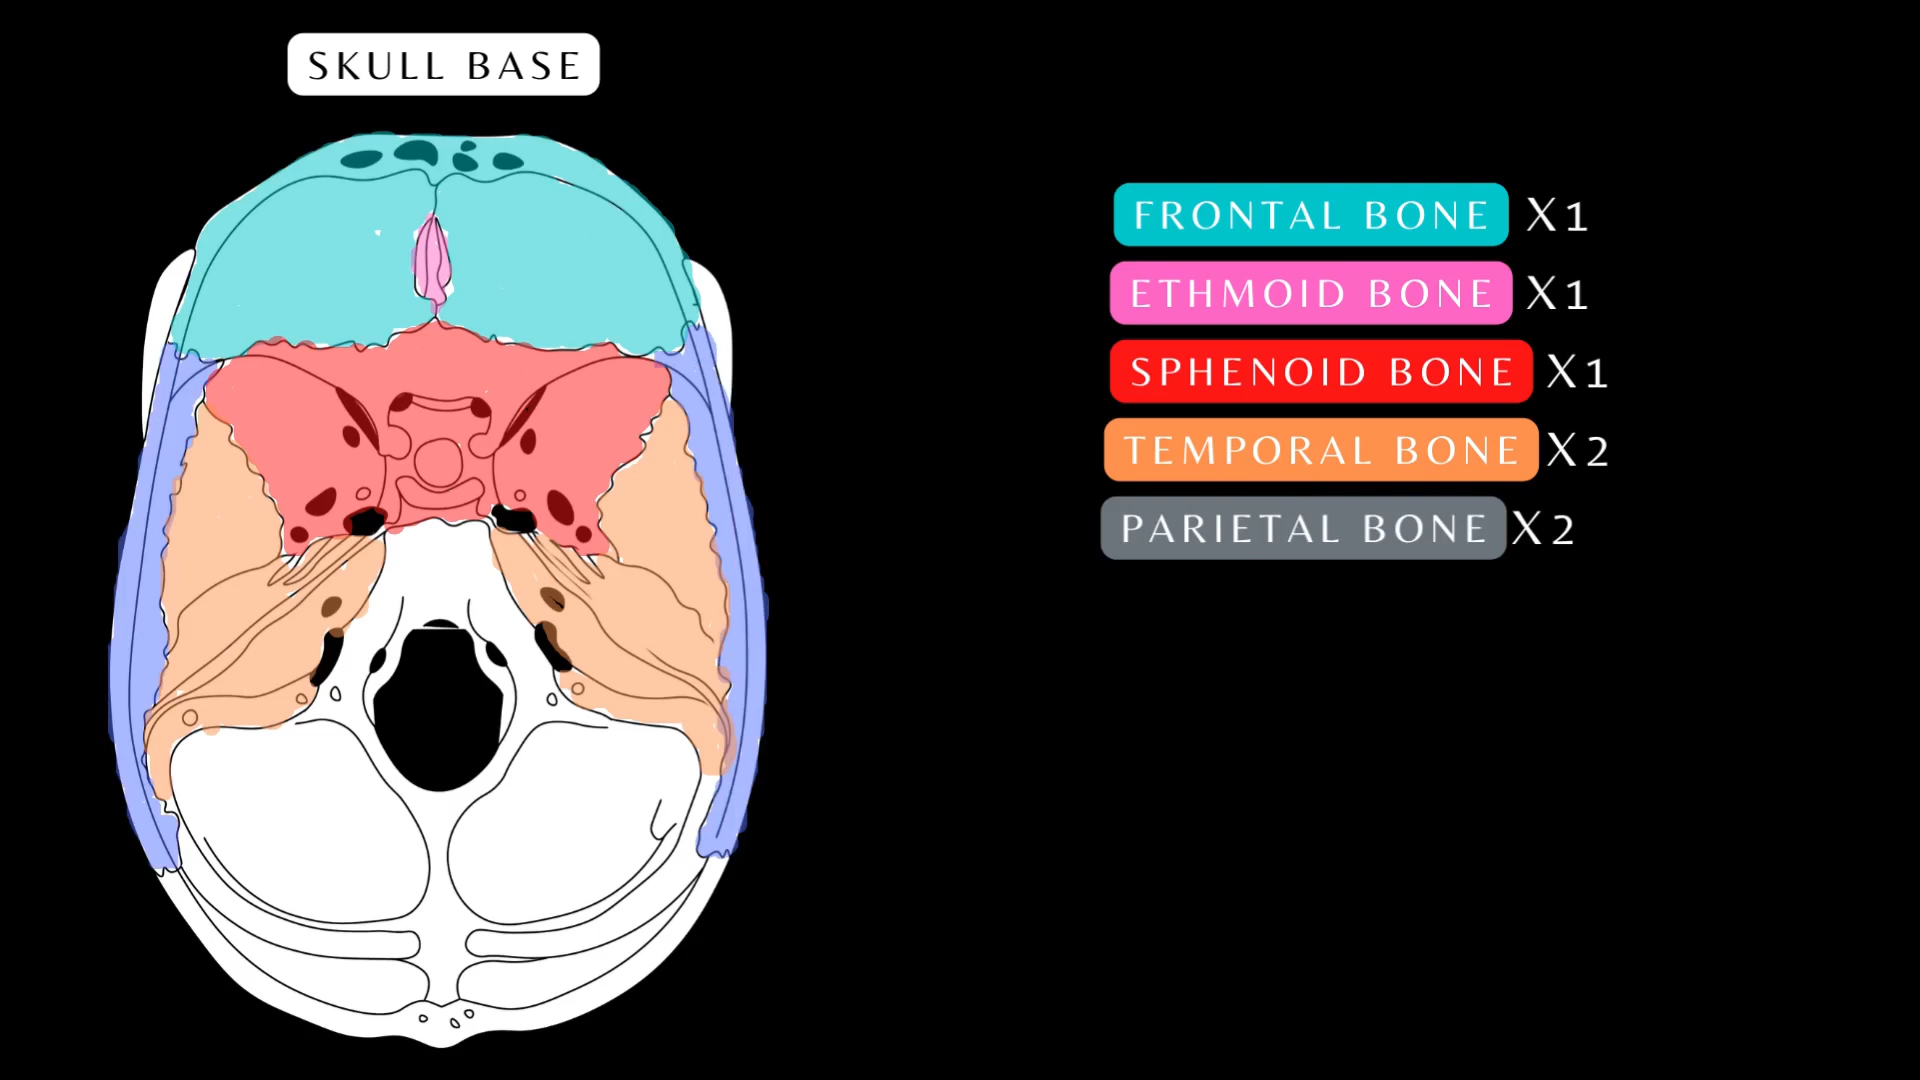 SKULL BASE
FRONTAL BONE X1
ETHMOID BONE X1
SPHENOID BONE X1
TEMPORAL BONE X2
PARIETAL BONE X2